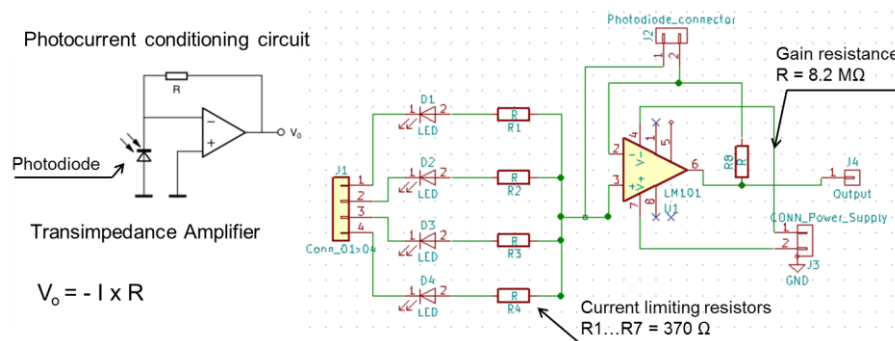 Photocurrent conditioning circuit
R
Vo
Photodiode
Transimpedance Amplifier
Vo = - I x R
Photodiode_connector
J2
1 2
Gain resistance
R = 8.2 MΩ
D1
1 2
LED
R
R1
D2
1 2
LED
R
R2
D3
1 2
LED
R
R3
D4
1 2
LED
R
R4
J1
1
2
3
4
Conn_01x04
4
1
5
2
3
V-
V+
6
7
8
LM101
U1
R8
R
J4
1
Output
CONN_Power_Supply
1
2
J3
GND
Current limiting resistors
R1...R7 = 370 Ω